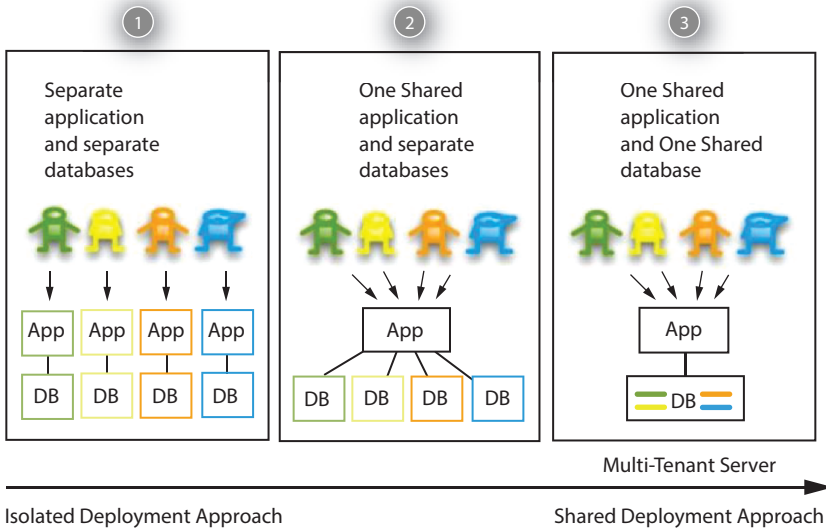 1
2
3
Separate
application
and separate
databases
One Shared
application
and separate
databases
One Shared
application
and One Shared
database
App
App
App
App
DB
DB
DB
DB
App
DB
DB
DB
DB
App
DB
Multi-Tenant Server
Isolated Deployment Approach
Shared Deployment Approach